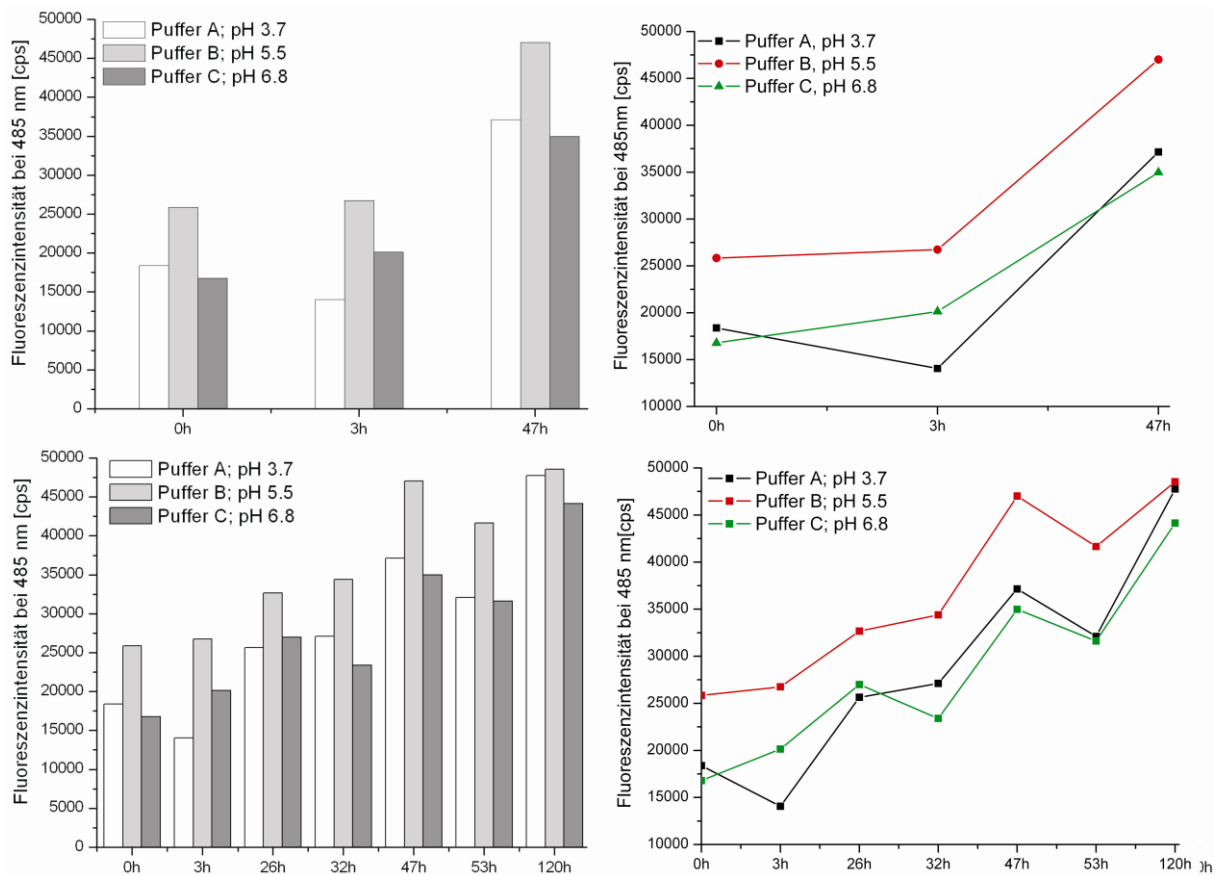 Fluoreszenzintensität bei 485 nm [cps]
50000
45000
40000
35000
30000
25000
20000
15000
10000
5000
0
Puffer A; pH 3.7
Puffer B; pH 5.5
Puffer C; pH 6.8
0h 3h 47h
Fluoreszenzintensität bei 485nm [cps]
50000
45000
40000
35000
30000
25000
20000
15000
10000
Puffer A, pH 3.7
Puffer B, pH 5.5
Puffer C, pH 6.8
0h 3h 47h
Fluoreszenzintensität bei 485 nm [cps]
50000
45000
40000
35000
30000
25000
20000
15000
10000
5000
0
Puffer A; pH 3.7
Puffer B; pH 5.5
Puffer C; pH 6.8
0h 3h 26h 32h 47h 53h 120h
Fluoreszenzintensität bei 485 nm[cps]
50000
45000
40000
35000
30000
25000
20000
15000
10000
Puffer A; pH 3.7
Puffer B; pH 5.5
Puffer C; pH 6.8
0h 3h 26h 32h 47h 53h 120h